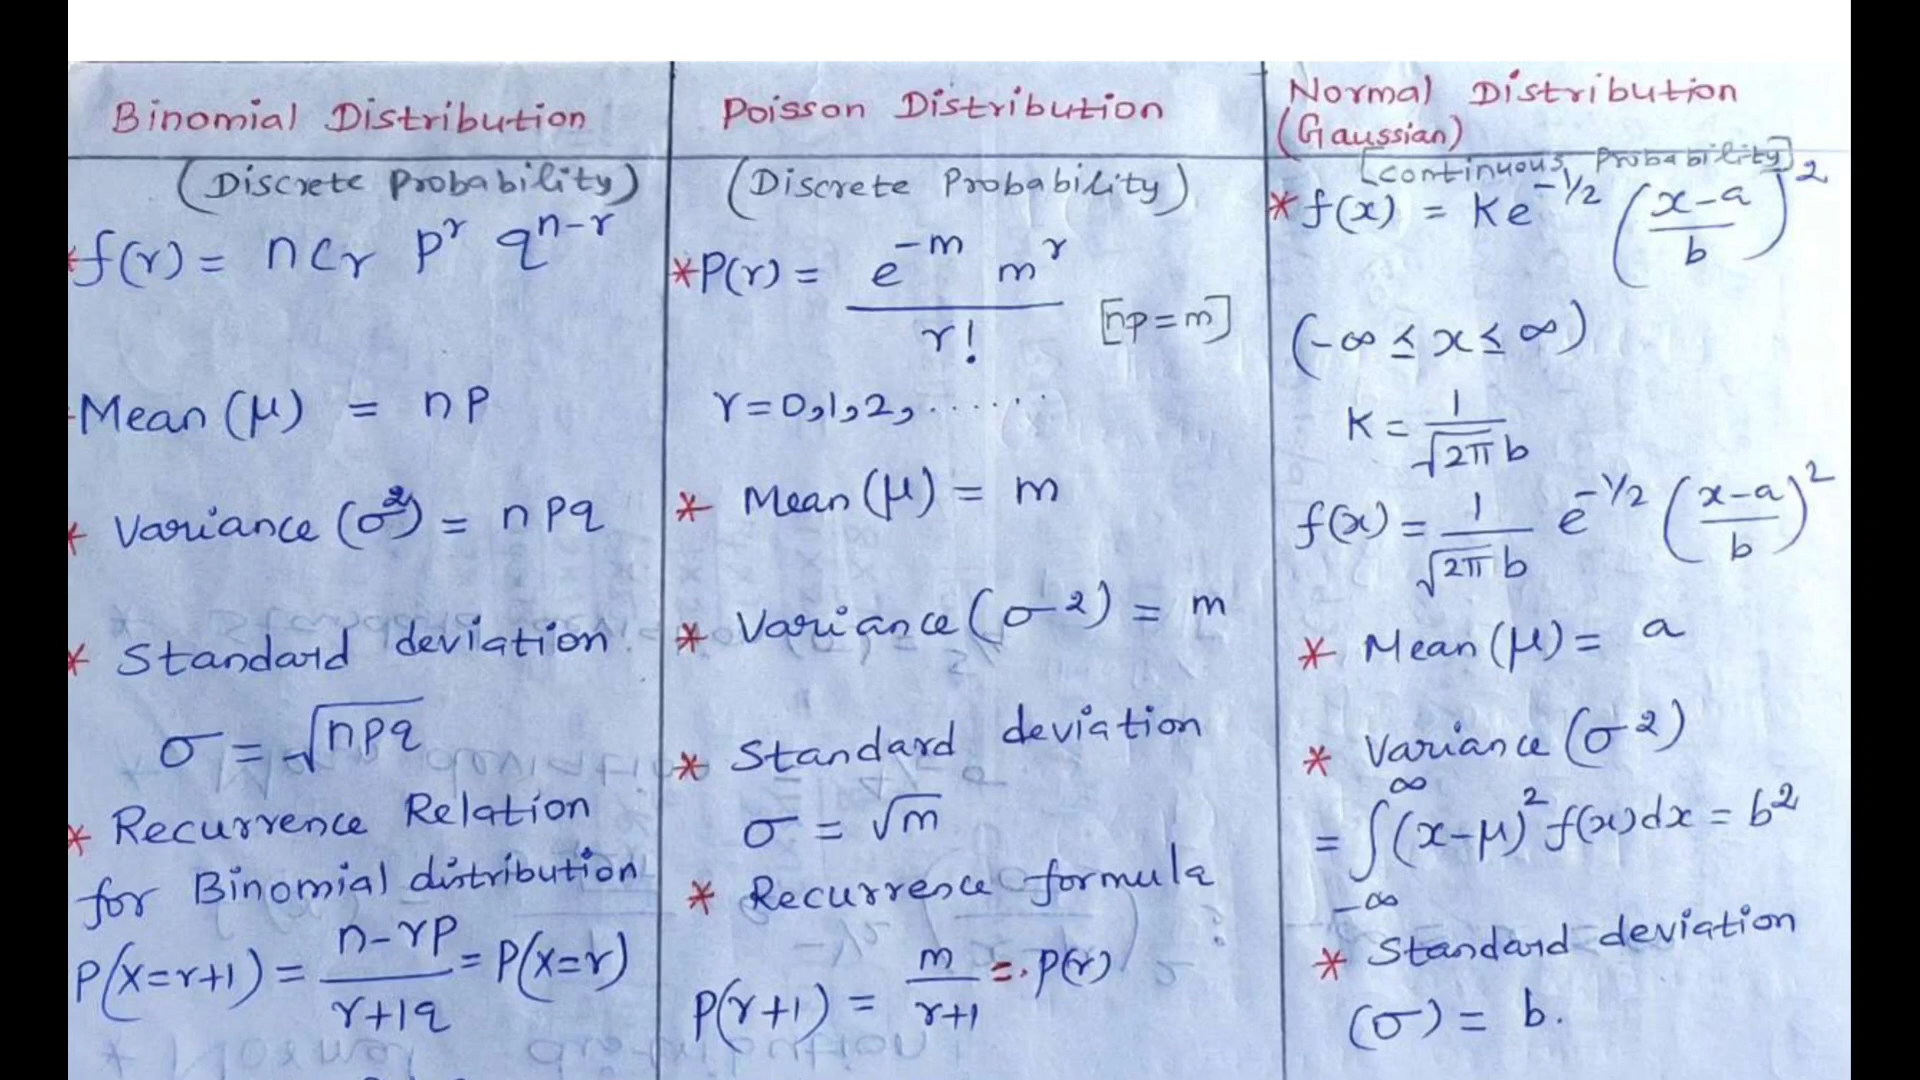 Binomial Distribution
(Discrete Probability)
f(r) = nCr p^r q^n-r
Mean (μ) = np
* Variance (σ²) = npq
* Standard deviation
σ = √npq
* Recurrence Relation
for Binomial distribution
P(X=r+1) = n-rp/r+1q = P(X=r)
Poisson Distribution
(Discrete Probability)
* P(r) = e^-m m^r / r! [np=m]
r = 0,1,2,......
* Mean (μ) = m
* Variance (σ²) = m
* Standard deviation
σ = √m
* Recurrence formula
P(r+1) = m/r+1 =. P(r)
Normal Distribution
(Gaussian)
[continuous Probability]
* f(x) = Ke^-1/2 (x-a/b)²
(-∞ ≤ x ≤ ∞)
K = 1/√2π b
f(x) = 1/√2π b e^-1/2 (x-a/b)²
* Mean (μ) = a
* Variance (σ²)
= ∫ -∞ ∞ (x-μ)² f(x)dx = b²
* Standard deviation
(σ) = b.